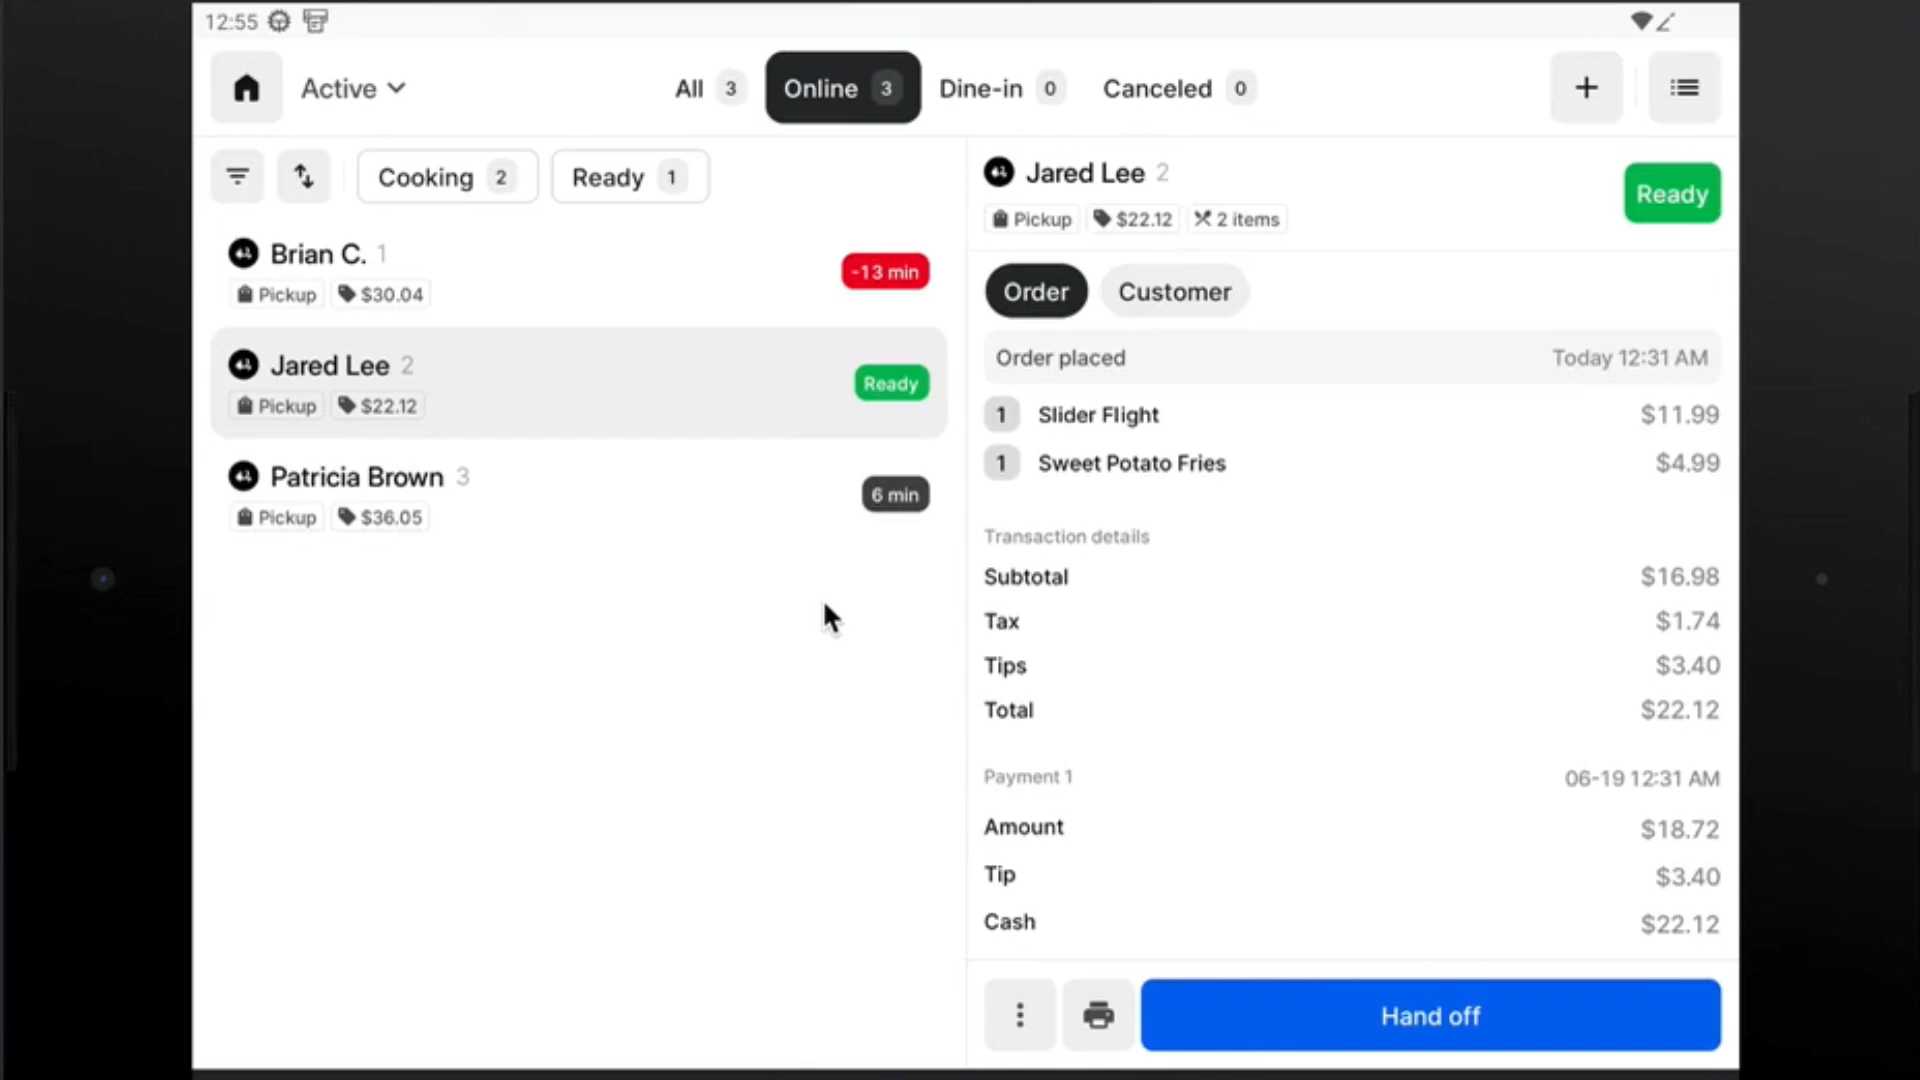 12:55
Active
All 3
Online 3
Dine-in 0
Canceled 0
Cooking 2
Ready 1
Brian C. 1
Pickup
$30.04
-13 min
Jared Lee 2
Pickup
$22.12
Ready
Patricia Brown 3
Pickup
$36.05
6 min
Jared Lee 2
Pickup
$22.12
2 items
Ready
Order
Customer
Order placed Today 12:31 AM
1 Slider Flight $11.99
1 Sweet Potato Fries $4.99
Transaction details
Subtotal $16.98
Tax $1.74
Tips $3.40
Total $22.12
Payment 1 06-19 12:31 AM
Amount $18.72
Tip $3.40
Cash $22.12
Hand off